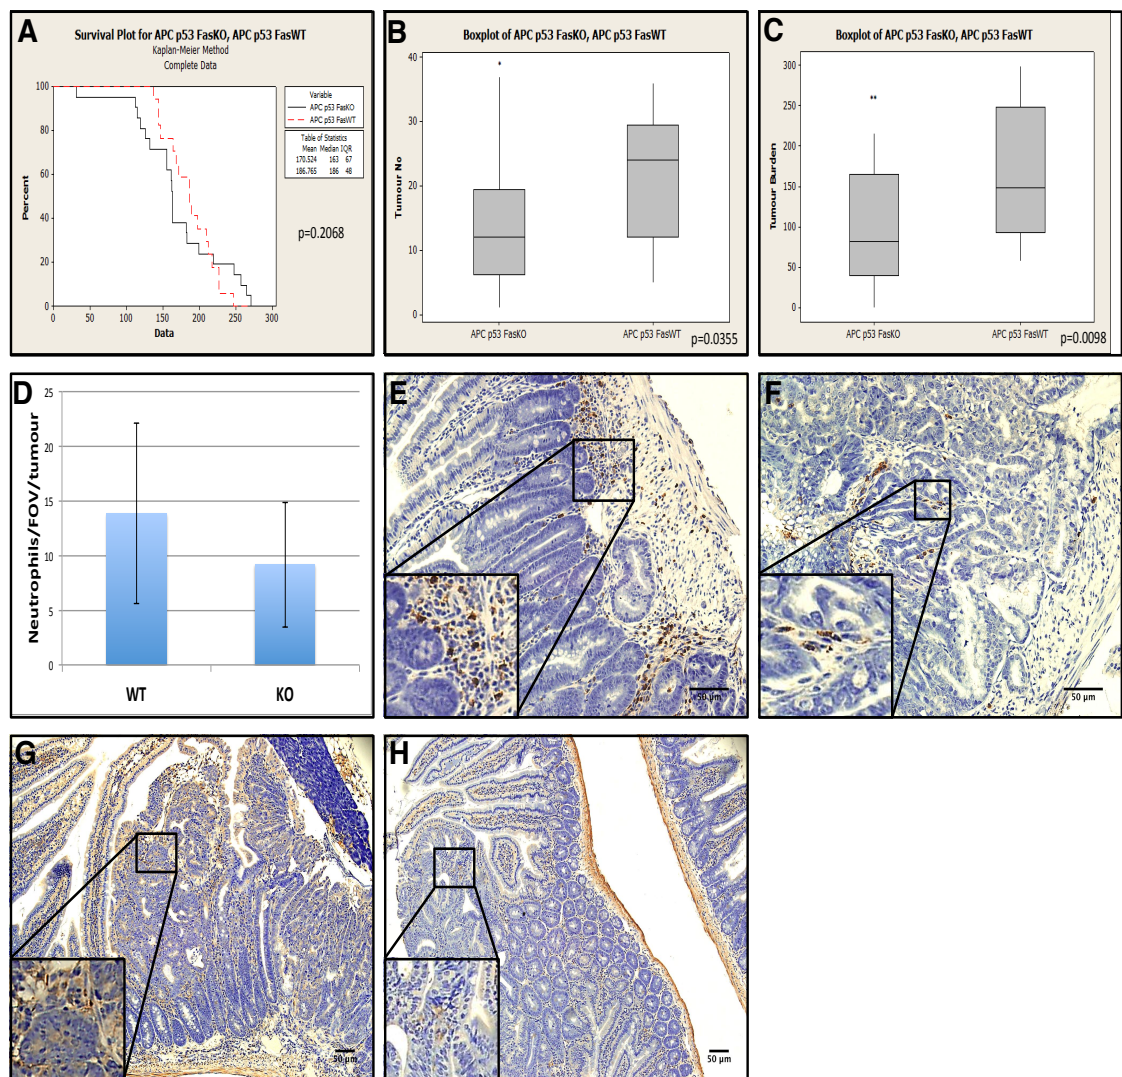 A
Survival Plot for APC p53 FasKO, APC p53 FasWT
Kaplan-Meier Method
Complete Data
Percent
100
80
60
40
20
0
0 50 100 150 200 250 300
Data
Variable
APC p53 FasKO
APC p53 FasWT
Table of Statistics
Mean Median IQR
170.524 163 67
186.765 186 48
p=0.2068
B
Boxplot of APC p53 FasKO, APC p53 FasWT
Tumour No
40
30
20
10
0
*
APC p53 FasKO APC p53 FasWT
p=0.0355
C
Boxplot of APC p53 FasKO, APC p53 FasWT
Tumour Burden
300
250
200
150
100
50
0
**
APC p53 FasKO APC p53 FasWT
p=0.0098
D
Neutrophils/FOV/tumour
25
20
15
10
5
0
WT KO
E
50 µm
F
50 µm
G
50 µm
H
50 µm